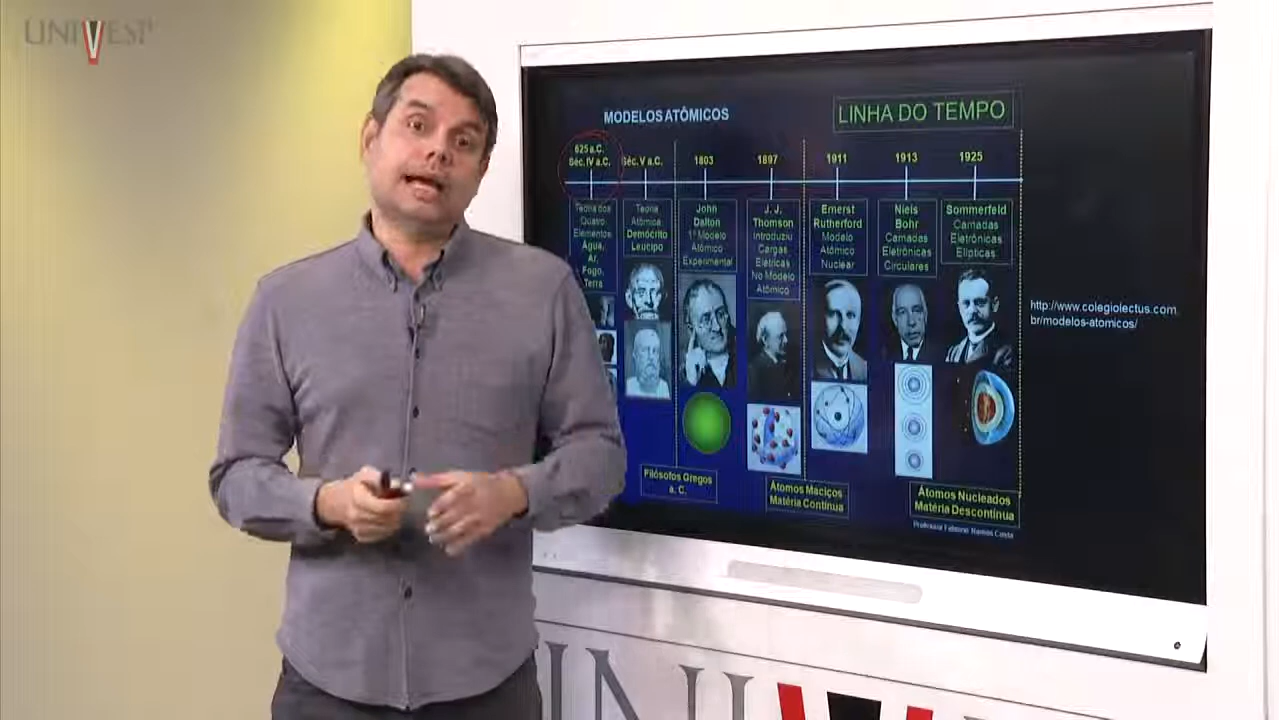 UNIVESP
MODELOS ATÔMICOS
LINHA DO TEMPO
625 a.C.
Séc. IV a.C.
Séc. V a.C.
1803
1897
1911
1913
1925
Teoria dos
Quatro
Elementos
Água,
Ar,
Fogo,
Terra
Teoria
Atômica
Demócrito
Leucipo
John
Dalton
1º Modelo
Atômico
Experimental
J. J.
Thomson
Introduziu
Cargas
Elétricas
No Modelo
Atômico
Ernerst
Rutherford
Modelo
Atômico
Nuclear
Niels
Bohr
Camadas
Eletrônicas
Circulares
Sommerfeld
Camadas
Eletrônicas
Elípticas
http://www.colegiolectus.com.
br/modelos-atomicos/
Filósofos Gregos
a. C.
Átomos Maciços
Matéria Contínua
Átomos Nucleados
Matéria Descontínua
Ramos Costa
UNIV